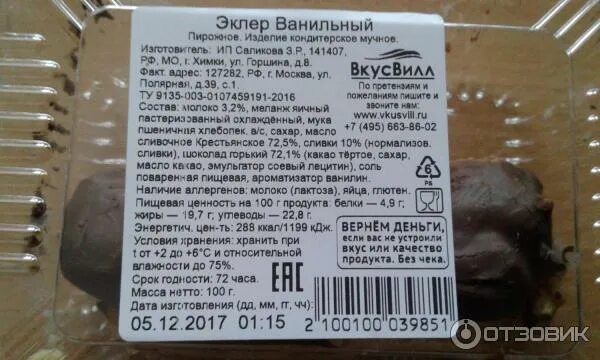 Эклер Ванильный
Пирожное. Изделие кондитерское мучное.
Изготовитель: ИП Саликова З.Р., 141407,
РФ, МО, г. Химки, ул. Горшина, д.8.
Факт. адрес: 127282, РФ, г. Москва, ул.
Полярная, д.39, с.1.
ТУ 9135-003-0107459191-2016
Состав: молоко 3,2%, меланж яичный
пастеризованный охлаждённый, мука
пшеничная хлебопек. в/с, сахар, масло
сливочное Крестьянское 72,5%, сливки 10% (нормализов.
сливки), шоколад горький 72,1% (какао тёртое, сахар,
масло какао, эмульгатор соевый лецитин), соль
поваренная пищевая, ароматизатор ванилин.
Наличие аллергенов: молоко (лактоза), яйца, глютен.
Пищевая ценность на 100 г продукта: белки — 4,9 г;
жиры — 19,7 г; углеводы — 22,8 г.
Энергетич. цен-ть: 288 ккал/1199 кДж.
Условия хранения: хранить при
t от +2 до +6°С и относительной
влажности до 75%.
Срок годности: 72 часа.
Масса нетто: 100 г.
Дата изготовления (дд, мм, гг, чч):
05.12.2017 01:15
ВкусВилл
По претензиям и
пожеланиям пишите и
звоните нам:
www.vkusvill.ru
+7 (495) 663-86-02
6
PS
ВЕРНЁМ ДЕНЬГИ,
если вас не устроили
вкус или качество
продукта. Без чека.
ЕАС
2 100100 039851
ОТЗОВИК